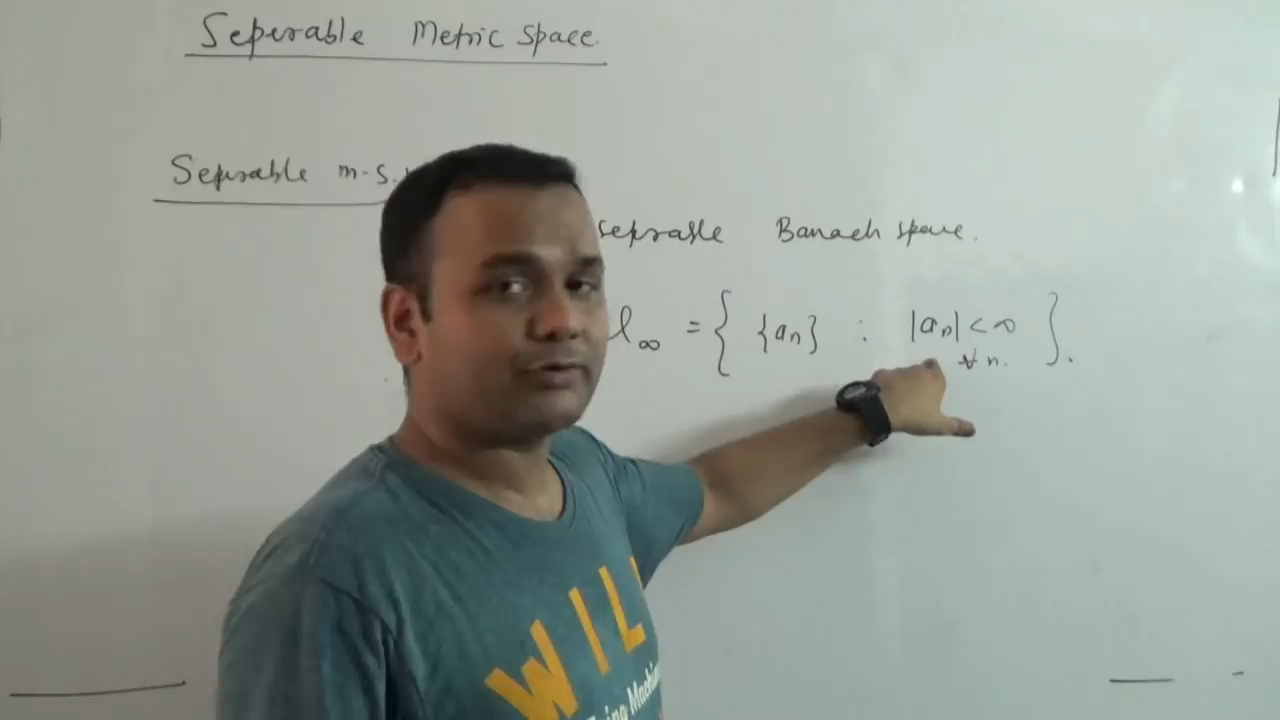 Seperable Metric space.
Seprable m.s.
seprable Banach space.
l∞ = { {an} : |an| < ∞ ∀ n. }.
WIL